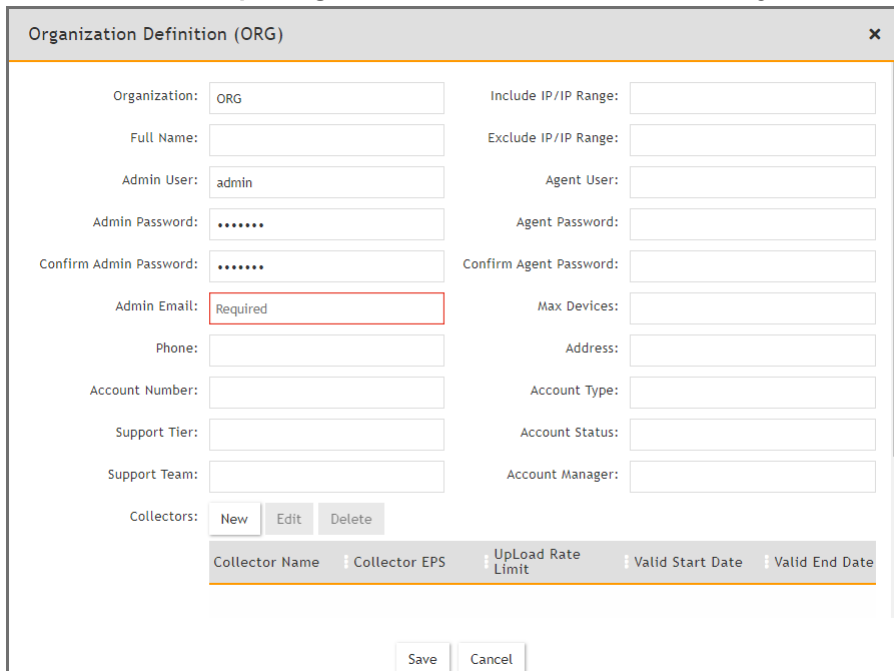 Organization Definition (ORG) ×
Organization: ORG Include IP/IP Range:
Full Name: Exclude IP/IP Range:
Admin User: admin Agent User:
Admin Password: ••••••• Agent Password:
Confirm Admin Password: ••••••• Confirm Agent Password:
Admin Email: Required Max Devices:
Phone: Address:
Account Number: Account Type:
Support Tier: Account Status:
Support Team: Account Manager:
Collectors: New Edit Delete
Collector Name Collector EPS UpLoad Rate Limit Valid Start Date Valid End Date
Save Cancel